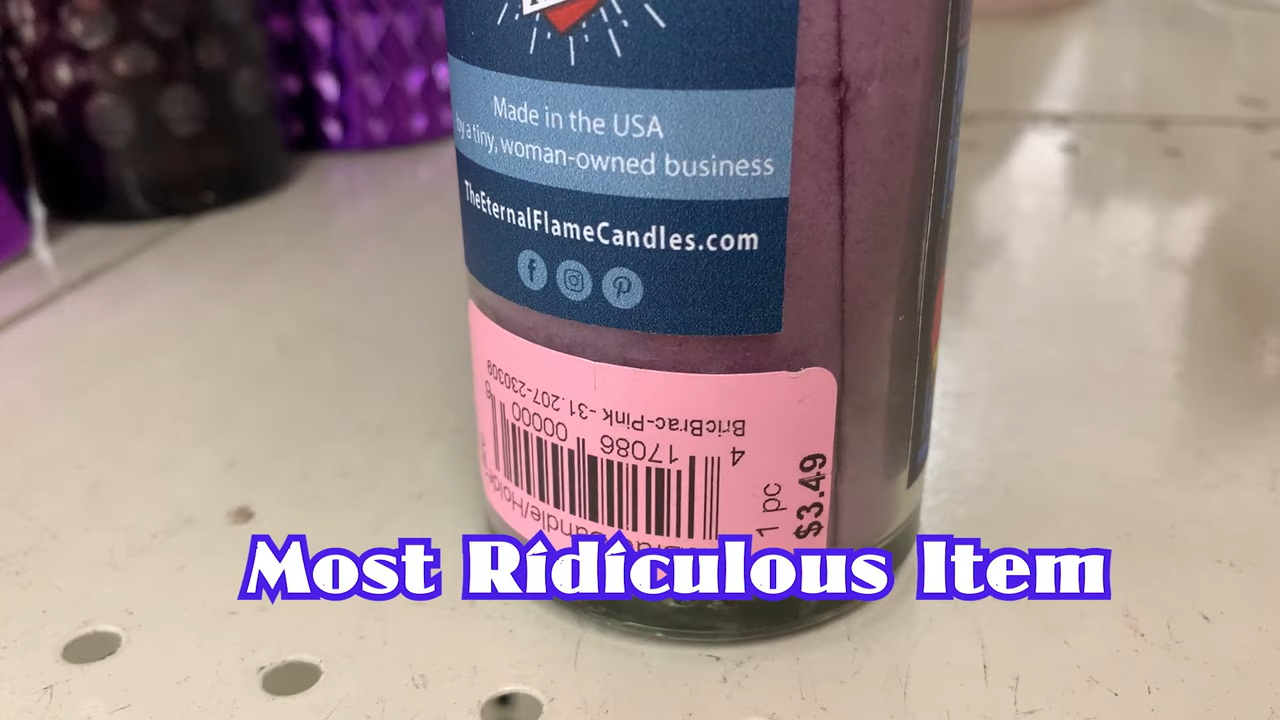 Made in the USA
by a tiny, woman-owned business
TheEternalFlameCandles.com
BricBrac-Pink -31.207-230309
4 17086 00000
1 pc
$3.49
Most Ridiculous Item